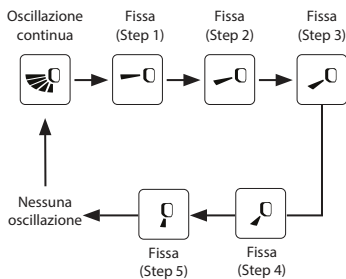 Oscillazione
continua
Fissa
(Step 1)
Fissa
(Step 2)
Fissa
(Step 3)
Nessuna
oscillazione
Fissa
(Step 5)
Fissa
(Step 4)